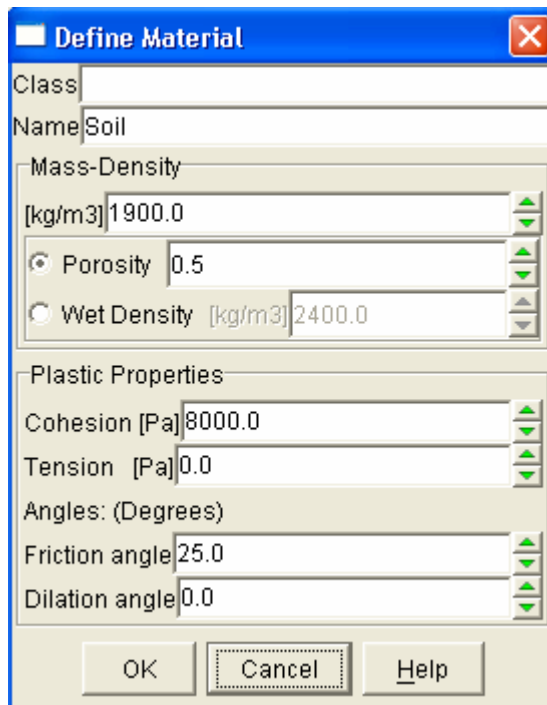 Define Material
Class
Name Soil
Mass-Density
[kg/m3] 1900.0
Porosity 0.5
Wet Density [kg/m3] 2400.0
Plastic Properties
Cohesion [Pa] 8000.0
Tension [Pa] 0.0
Angles: (Degrees)
Friction angle 25.0
Dilation angle 0.0
OK Cancel Help